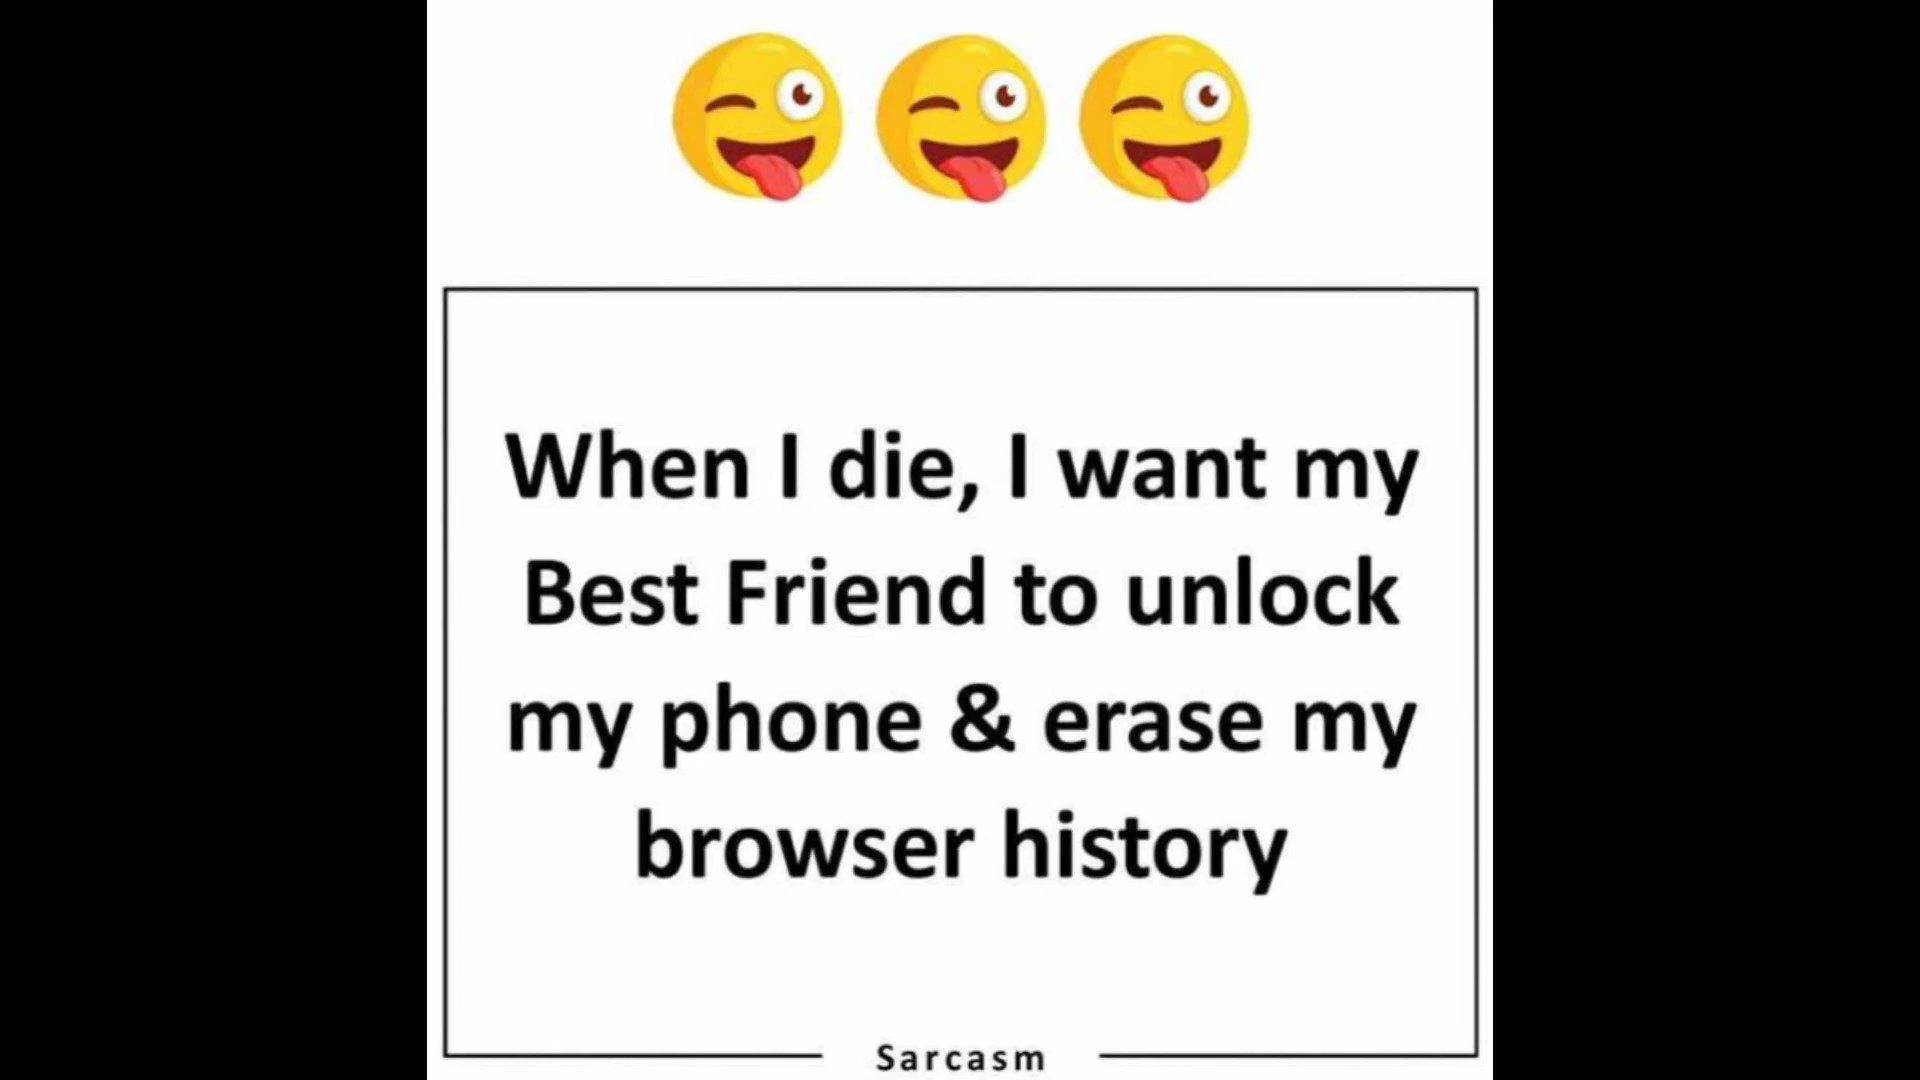 When I die, I want my
Best Friend to unlock
my phone & erase my
browser history
Sarcasm